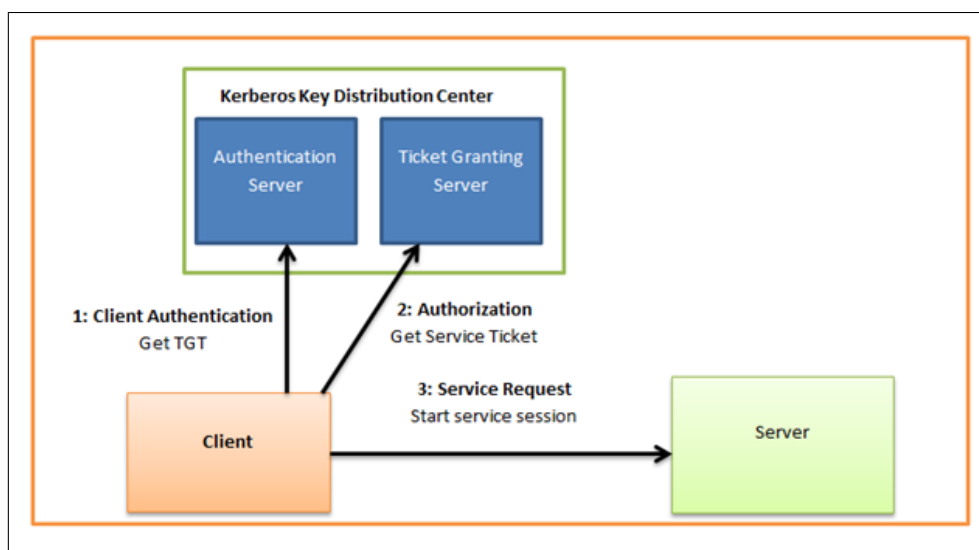 Kerberos Key Distribution Center
Authentication
Server
Ticket Granting
Server
1: Client Authentication
Get TGT
2: Authorization
Get Service Ticket
3: Service Request
Start service session
Client
Server